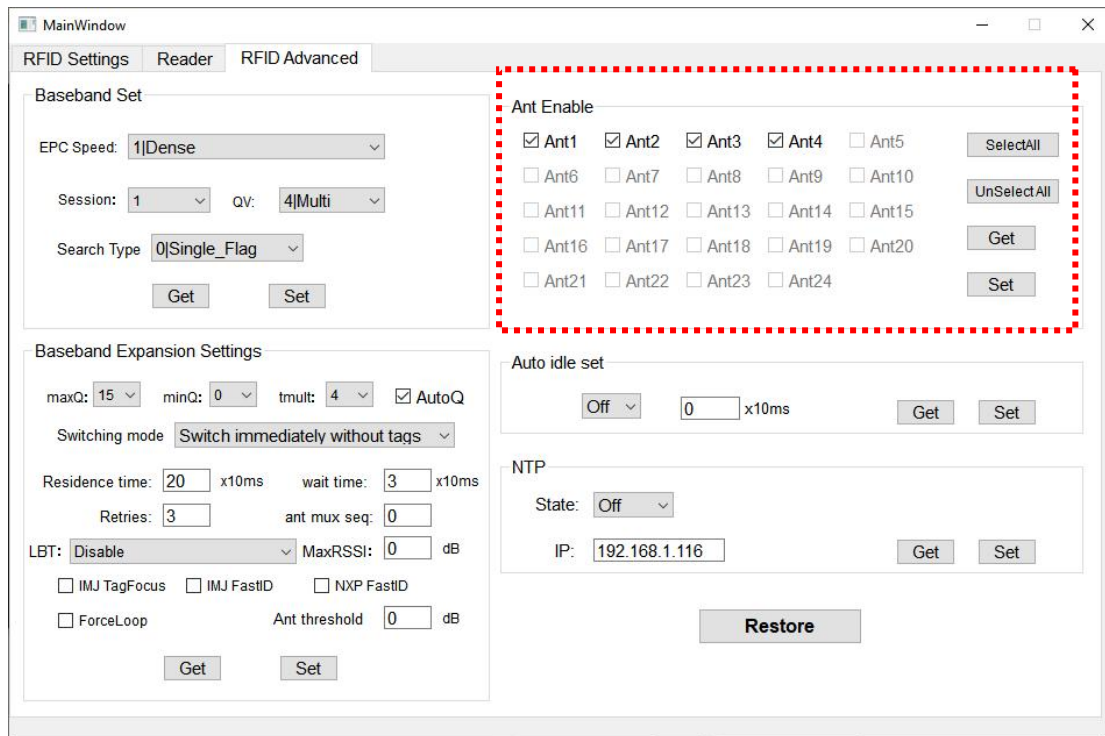 MainWindow
RFID Settings Reader RFID Advanced
Baseband Set
EPC Speed: 1|Dense
Session: 1 QV: 4|Multi
Search Type 0|Single_Flag
Get Set
Ant Enable
Ant1 Ant2 Ant3 Ant4 Ant5 SelectAll
Ant6 Ant7 Ant8 Ant9 Ant10 UnSelectAll
Ant11 Ant12 Ant13 Ant14 Ant15
Ant16 Ant17 Ant18 Ant19 Ant20 Get
Ant21 Ant22 Ant23 Ant24 Set
Baseband Expansion Settings
maxQ: 15 minQ: 0 tmult: 4 AutoQ
Switching mode Switch immediately without tags
Residence time: 20 x10ms wait time: 3 x10ms
Retries: 3 ant mux seq: 0
LBT: Disable MaxRSSI: 0 dB
IMJ TagFocus IMJ FastID NXP FastID
ForceLoop Ant threshold 0 dB
Get Set
Auto idle set
Off 0 x10ms Get Set
NTP
State: Off
IP: 192.168.1.116 Get Set
Restore